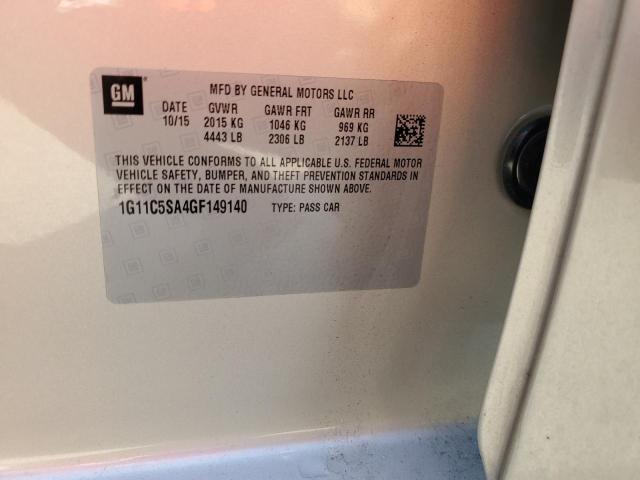 GM
MFD BY GENERAL MOTORS LLC
DATE GVWR GAWR FRT GAWR RR
10/15 2015 KG 1046 KG 969 KG
4443 LB 2306 LB 2137 LB
THIS VEHICLE CONFORMS TO ALL APPLICABLE U.S. FEDERAL MOTOR
VEHICLE SAFETY, BUMPER, AND THEFT PREVENTION STANDARDS IN
EFFECT ON THE DATE OF MANUFACTURE SHOWN ABOVE.
1G11C5SA4GF149140 TYPE: PASS CAR